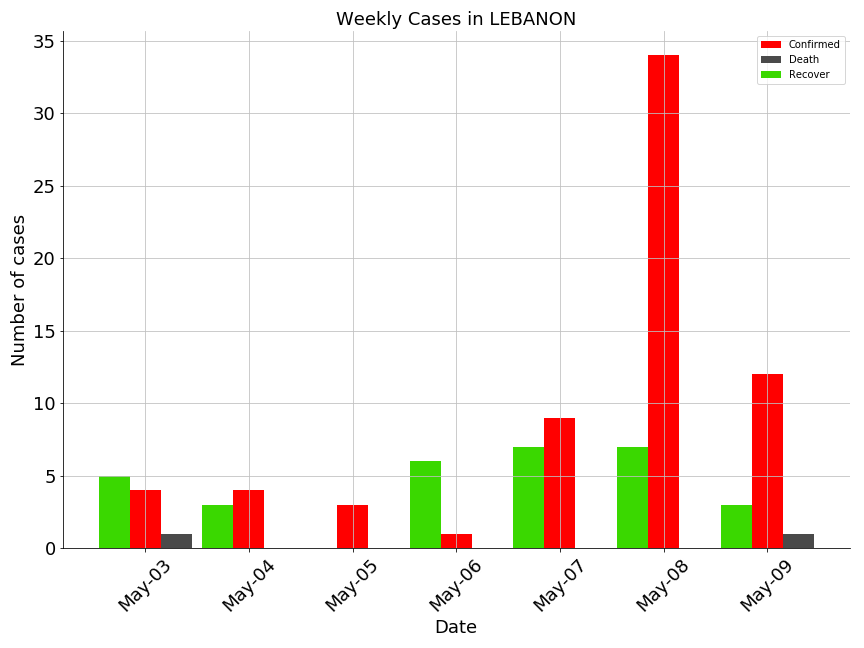 Weekly Cases in LEBANON
Confirmed
Death
Recover
Number of cases
35
30
25
20
15
10
5
0
May-03
May-04
May-05
May-06
May-07
May-08
May-09
Date